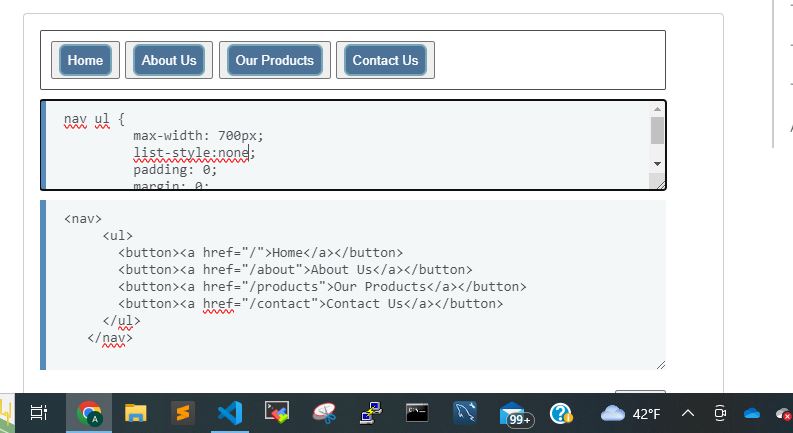 Home About Us Our Products Contact Us
nav ul {
max-width: 700px;
list-style:none;
padding: 0;
margin: 0;
<nav>
<ul>
<button><a href="/">Home</a></button>
<button><a href="/about">About Us</a></button>
<button><a href="/products">Our Products</a></button>
<button><a href="/contact">Contact Us</a></button>
</ul>
</nav>
A
99+
42°F